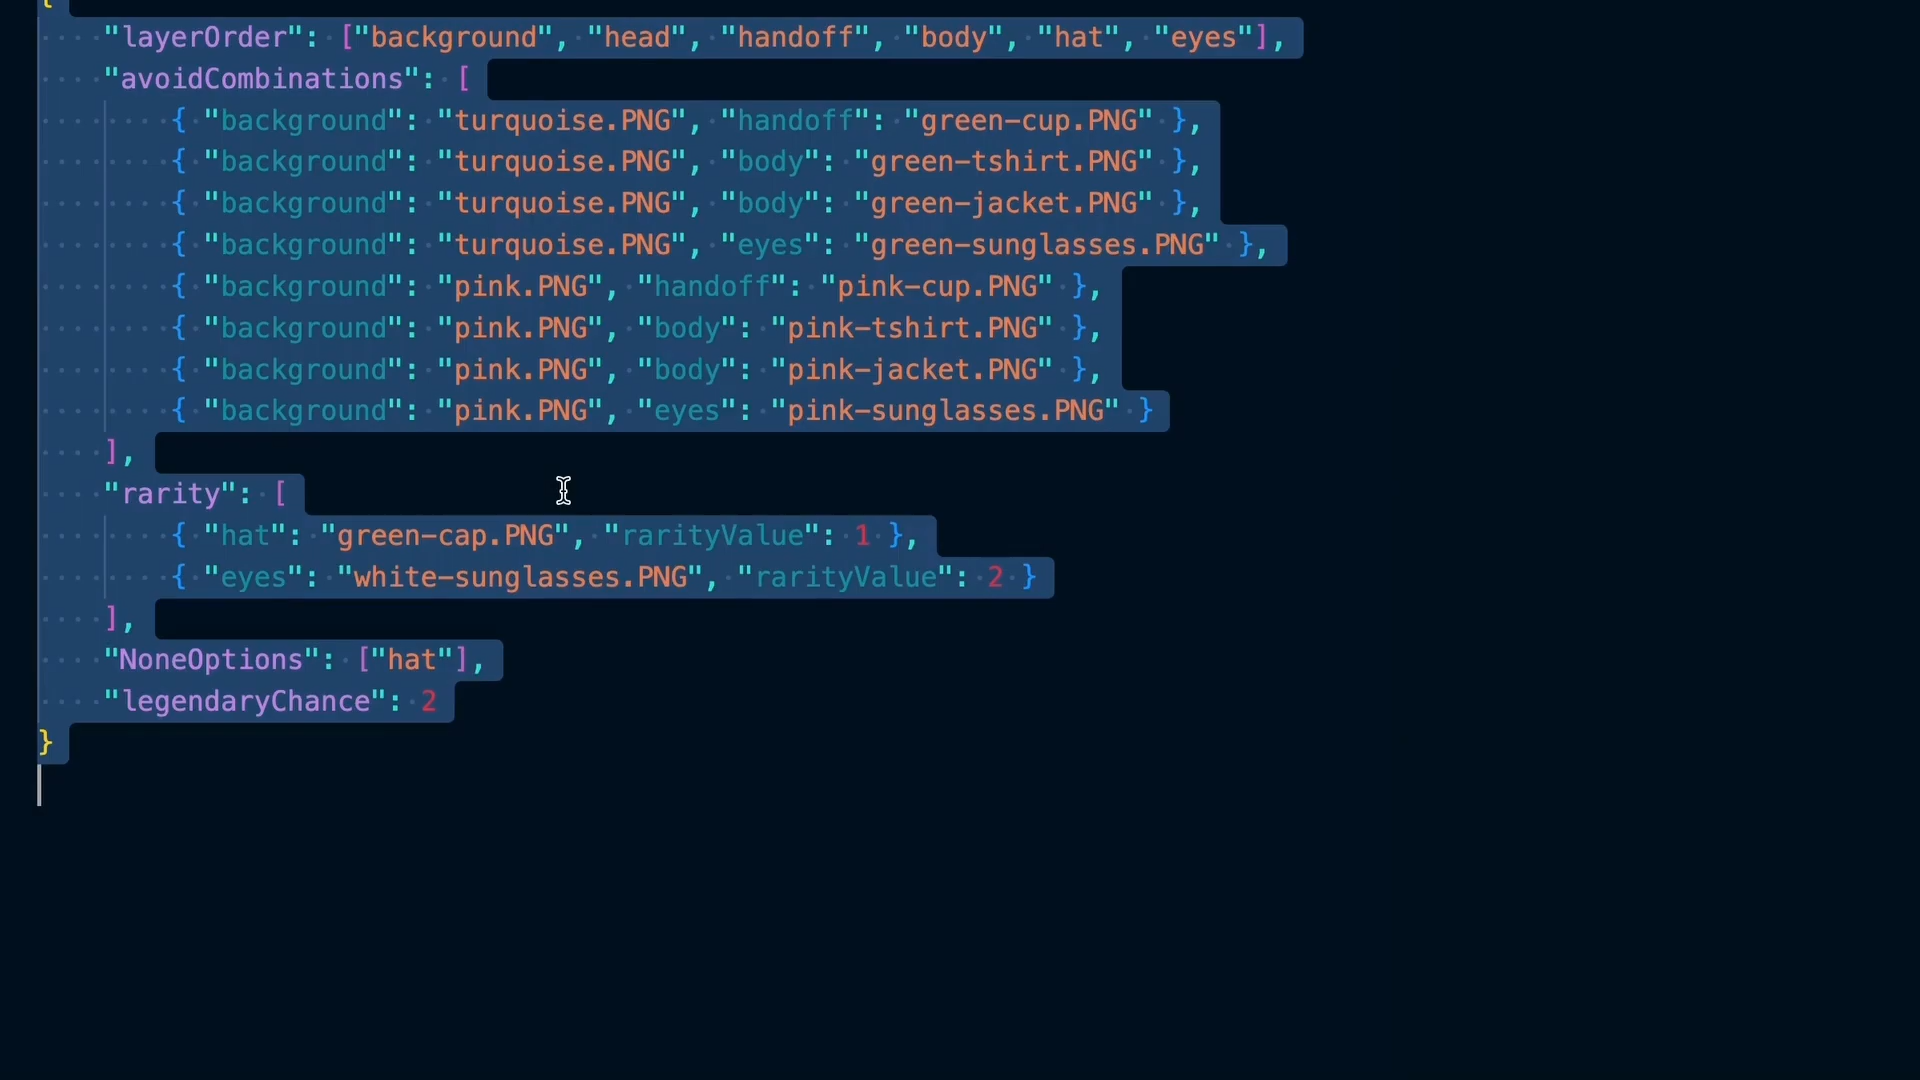 {
"layerOrder": ["background", "head", "handoff", "body", "hat", "eyes"],
"avoidCombinations": [
{ "background": "turquoise.PNG", "handoff": "green-cup.PNG" },
{ "background": "turquoise.PNG", "body": "green-tshirt.PNG" },
{ "background": "turquoise.PNG", "body": "green-jacket.PNG" },
{ "background": "turquoise.PNG", "eyes": "green-sunglasses.PNG" },
{ "background": "pink.PNG", "handoff": "pink-cup.PNG" },
{ "background": "pink.PNG", "body": "pink-tshirt.PNG" },
{ "background": "pink.PNG", "body": "pink-jacket.PNG" },
{ "background": "pink.PNG", "eyes": "pink-sunglasses.PNG" }
],
"rarity": [
{ "hat": "green-cap.PNG", "rarityValue": 1 },
{ "eyes": "white-sunglasses.PNG", "rarityValue": 2 }
],
"NoneOptions": ["hat"],
"legendaryChance": 2
}